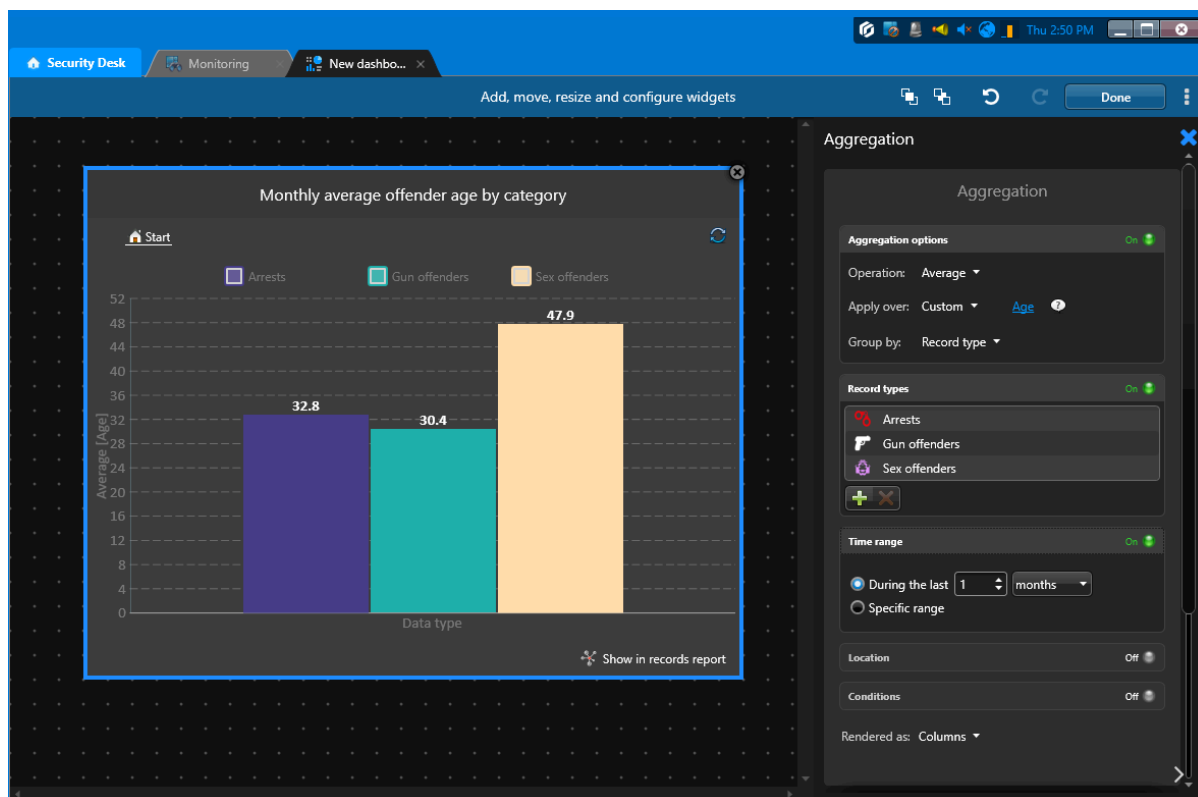 Thu 2:50 PM
Security Desk
Monitoring
New dashbo...
Add, move, resize and configure widgets
Done
Monthly average offender age by category
Start
Arrests
Gun offenders
Sex offenders
52
48
44
40
36
32
28
24
20
16
12
8
4
0
Average [Age]
32.8
30.4
47.9
Data type
Show in records report
Aggregation
Aggregation
Aggregation options
On
Operation: Average
Apply over: Custom Age ?
Group by: Record type
Record types
On
Arrests
Gun offenders
Sex offenders
Time range
On
During the last 1 months
Specific range
Location
Off
Conditions
Off
Rendered as: Columns